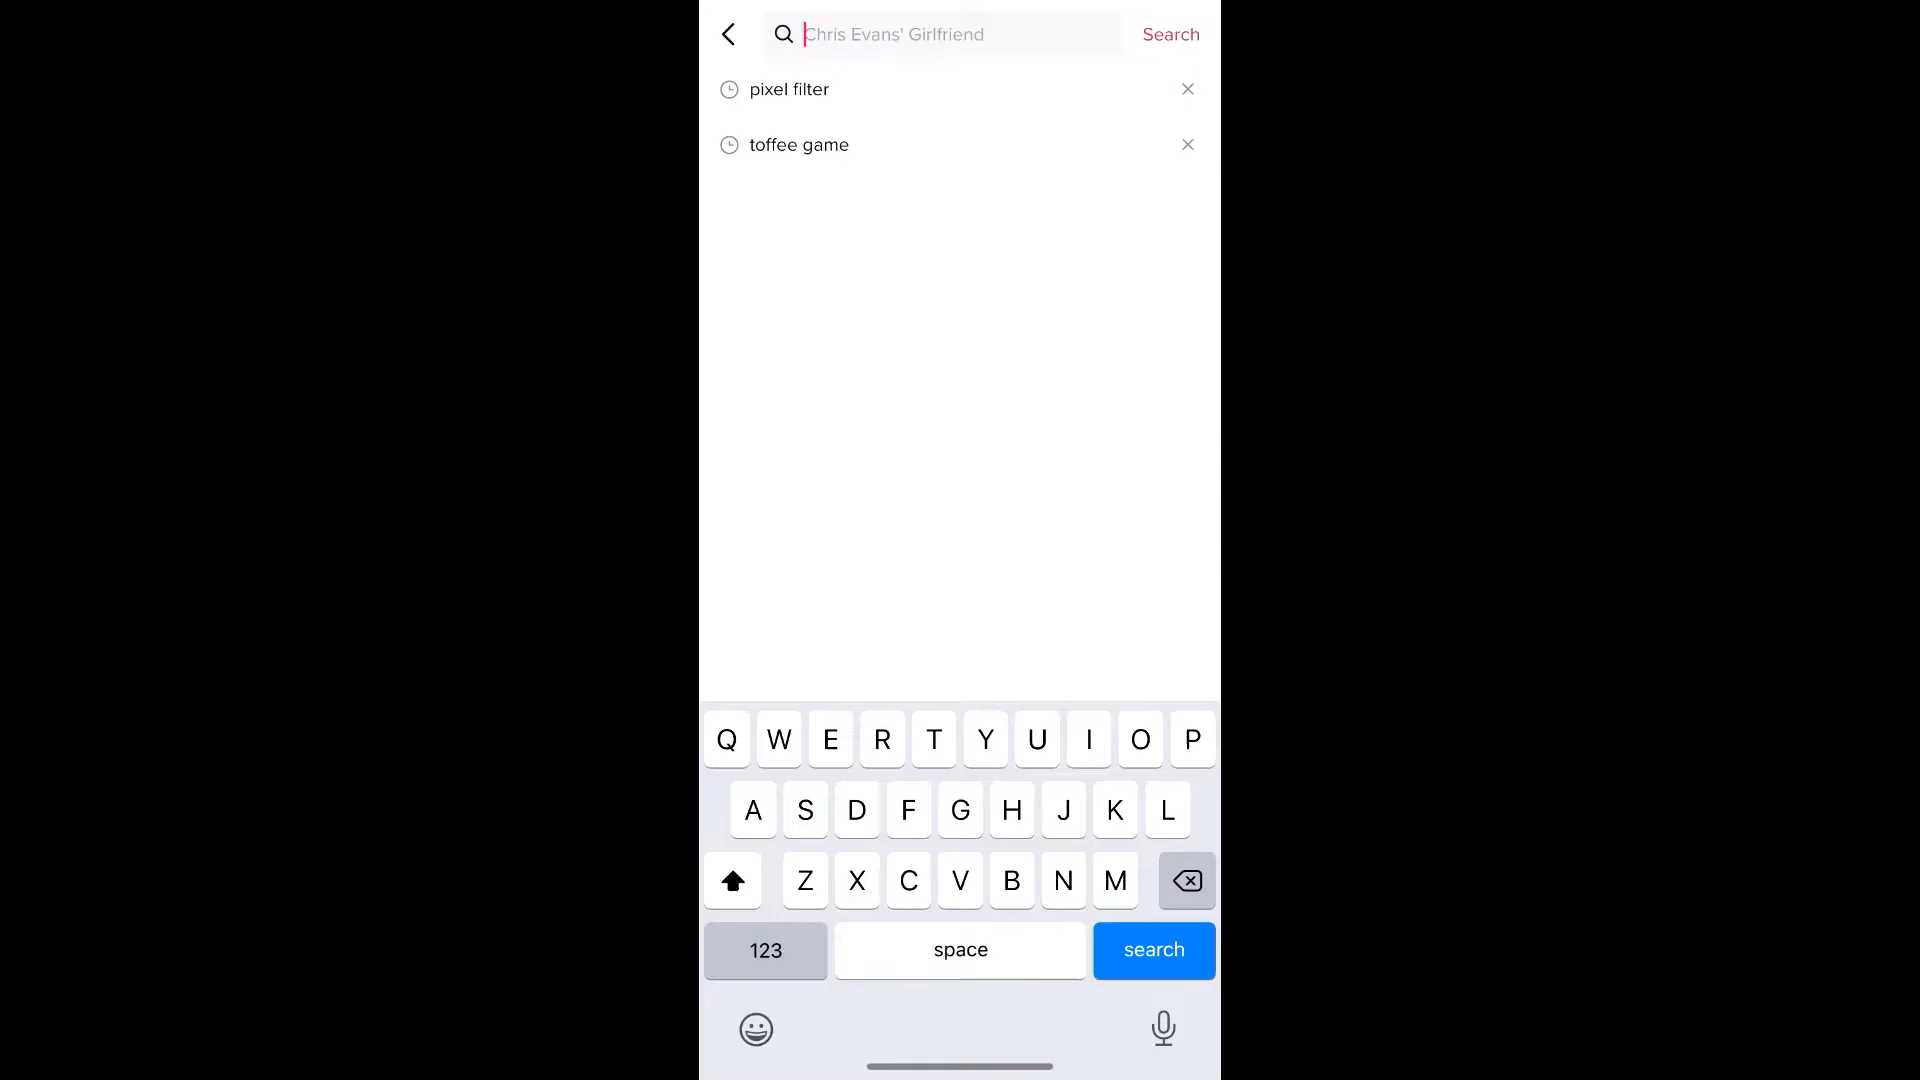 Chris Evans' Girlfriend Search
pixel filter
toffee game
Q W E R T Y U I O P
A S D F G H J K L
Z X C V B N M
123 space search